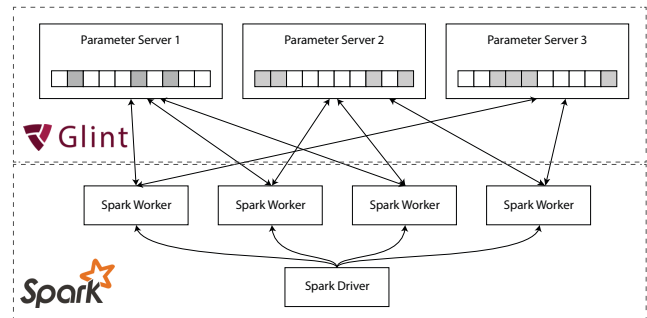 Parameter Server 1
Parameter Server 2
Parameter Server 3
Glint
Spark Worker
Spark Worker
Spark Worker
Spark Worker
Spark
Spark Driver